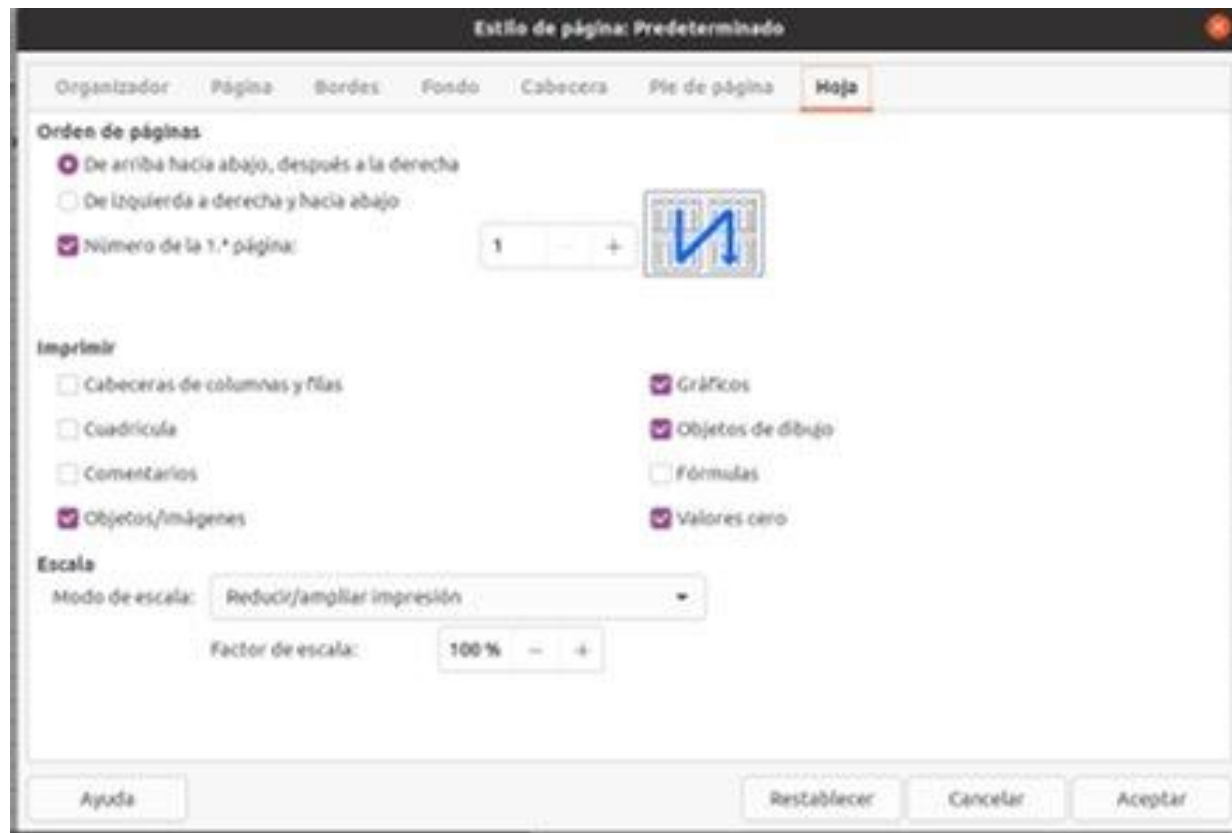 Estilo de página: Predeterminado
Organizador Página Bordes Fondo Cabecera Pie de página Hoja
Orden de páginas
De arriba hacia abajo, después a la derecha
De izquierda a derecha y hacia abajo
Número de la 1.ª página: 1 − +
Imprimir
Cabeceras de columnas y filas
Gráficos
Cuadrícula
Objetos de dibujo
Comentarios
Fórmulas
Objetos/imágenes
Valores cero
Escala
Modo de escala: Reducir/ampliar impresión
Factor de escala: 100 % − +
Ayuda Restablecer Cancelar Aceptar